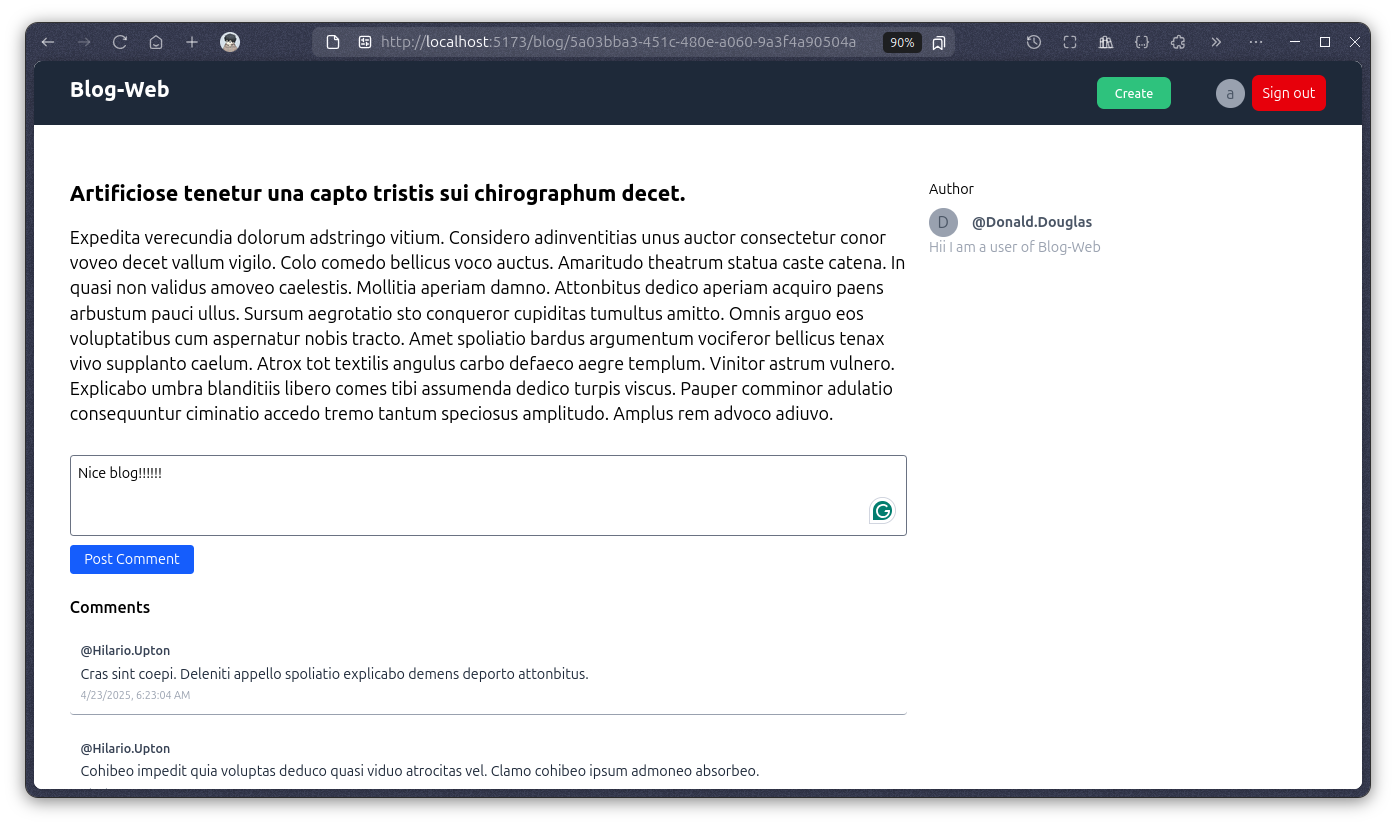 http://localhost:5173/blog/5a03bba3-451c-480e-a060-9a3f4a90504a 90%
Blog-Web
Create
a
Sign out
Artificiose tenetur una capto tristis sui chirographum decet.
Expedita verecundia dolorum adstringo vitium. Considero adinventitias unus auctor consectetur conor
voveo decet vallum vigilo. Colo comedo bellicus voco auctus. Amaritudo theatrum statua caste catena. In
quasi non validus amoveo caelestis. Mollitia aperiam damno. Attonbitus dedico aperiam acquiro paens
arbustum pauci ullus. Sursum aegrotatio sto conqueror cupiditas tumultus amitto. Omnis arguo eos
voluptatibus cum aspernatur nobis tracto. Amet spoliatio bardus argumentum vociferor bellicus tenax
vivo supplanto caelum. Atrox tot textilis angulus carbo defaeco aegre templum. Vinitor astrum vulnero.
Explicabo umbra blanditiis libero comes tibi assumenda dedico turpis viscus. Pauper comminor adulatio
consequuntur ciminatio accedo tremo tantum speciosus amplitudo. Amplus rem advoco adiuvo.
Author
D
@Donald.Douglas
Hii I am a user of Blog-Web
Nice blog!!!!!!
Post Comment
Comments
@Hilario.Upton
Cras sint coepi. Deleniti appello spoliatio explicabo demens deporto attonbitus.
4/23/2025, 6:23:04 AM
@Hilario.Upton
Cohibeo impedit quia voluptas deduco quasi viduo atrocitas vel. Clamo cohibeo ipsum admoneo absorbeo.